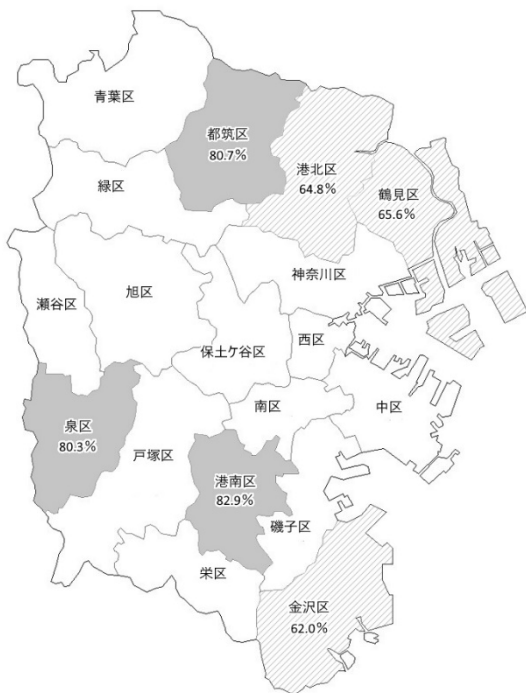 青葉区
都筑区
80.7%
港北区
64.8%
鶴見区
65.6%
緑区
神奈川区
瀬谷区
旭区
保土ケ谷区
西区
中区
南区
泉区
80.3%
戸塚区
港南区
82.9%
磯子区
栄区
金沢区
62.0%